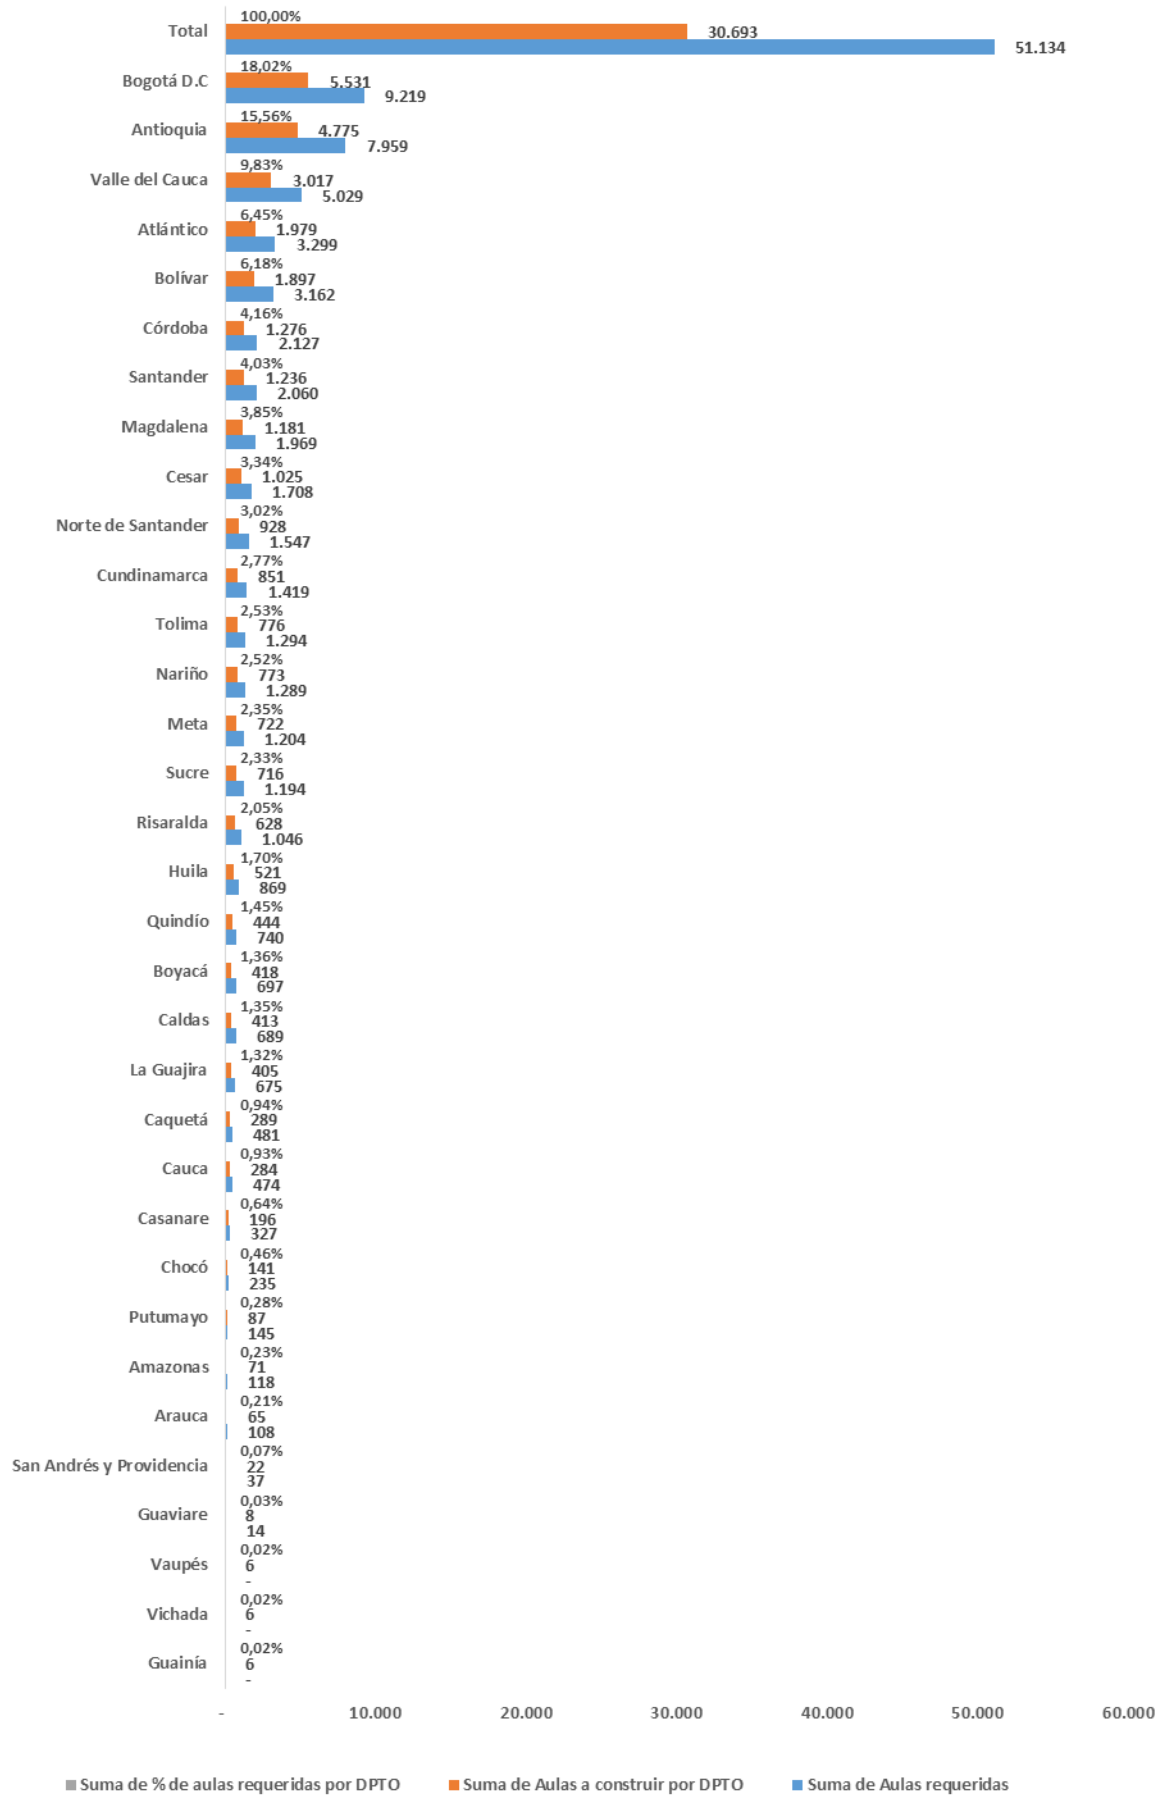 100,00%
Total 30.693
51.134
18,02%
Bogotá D.C 5.531
9.219
15,56%
Antioquia 4.775
7.959
9,83%
Valle del Cauca 3.017
5.029
6,45%
Atlántico 1.979
3.299
6,18%
Bolívar 1.897
3.162
4,16%
Córdoba 1.276
2.127
4,03%
Santander 1.236
2.060
3,85%
Magdalena 1.181
1.969
3,34%
Cesar 1.025
1.708
3,02%
Norte de Santander 928
1.547
2,77%
Cundinamarca 851
1.419
2,53%
Tolima 776
1.294
2,52%
Nariño 773
1.289
2,35%
Meta 722
1.204
2,33%
Sucre 716
1.194
2,05%
Risaralda 628
1.046
1,70%
Huila 521
869
1,45%
Quindío 444
740
1,36%
Boyacá 418
697
1,35%
Caldas 413
689
1,32%
La Guajira 405
675
0,94%
Caquetá 289
481
0,93%
Cauca 284
474
0,64%
Casanare 196
327
0,46%
Chocó 141
235
0,28%
Putumayo 87
145
0,23%
Amazonas 71
118
0,21%
Arauca 65
108
0,07%
San Andrés y Providencia 22
37
0,03%
Guaviare 8
14
0,02%
Vaupés 6
-
0,02%
Vichada 6
-
0,02%
Guainía 6
-
- 10.000 20.000 30.000 40.000 50.000 60.000
Suma de % de aulas requeridas por DPTO Suma de Aulas a construir por DPTO Suma de Aulas requeridas